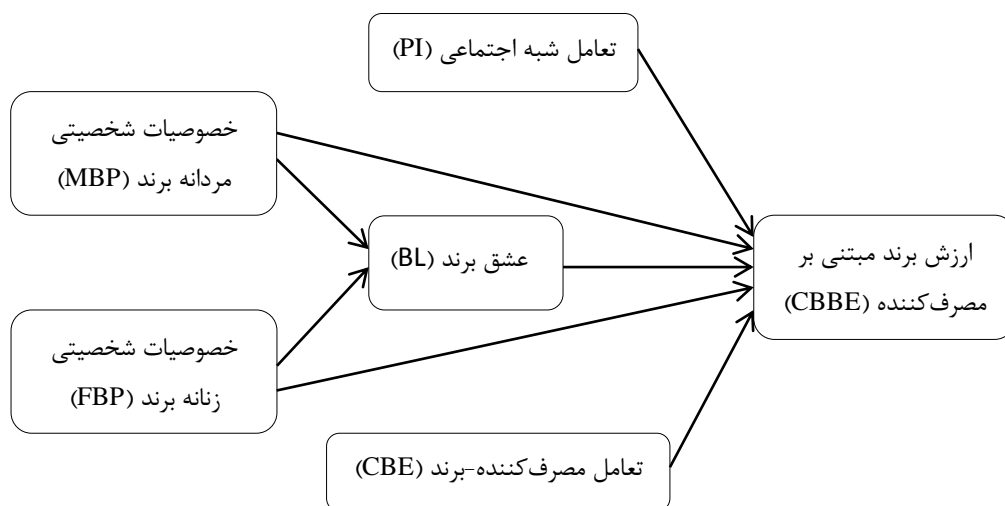 تعامل شبه اجتماعی (PI)
خصوصیات شخصیتی
مردانه برند (MBP)
عشق برند (BL)
ارزش برند مبتنی بر
مصرف‌کننده (CBBE)
خصوصیات شخصیتی
زنانه برند (FBP)
تعامل مصرف‌کننده-برند (CBE)